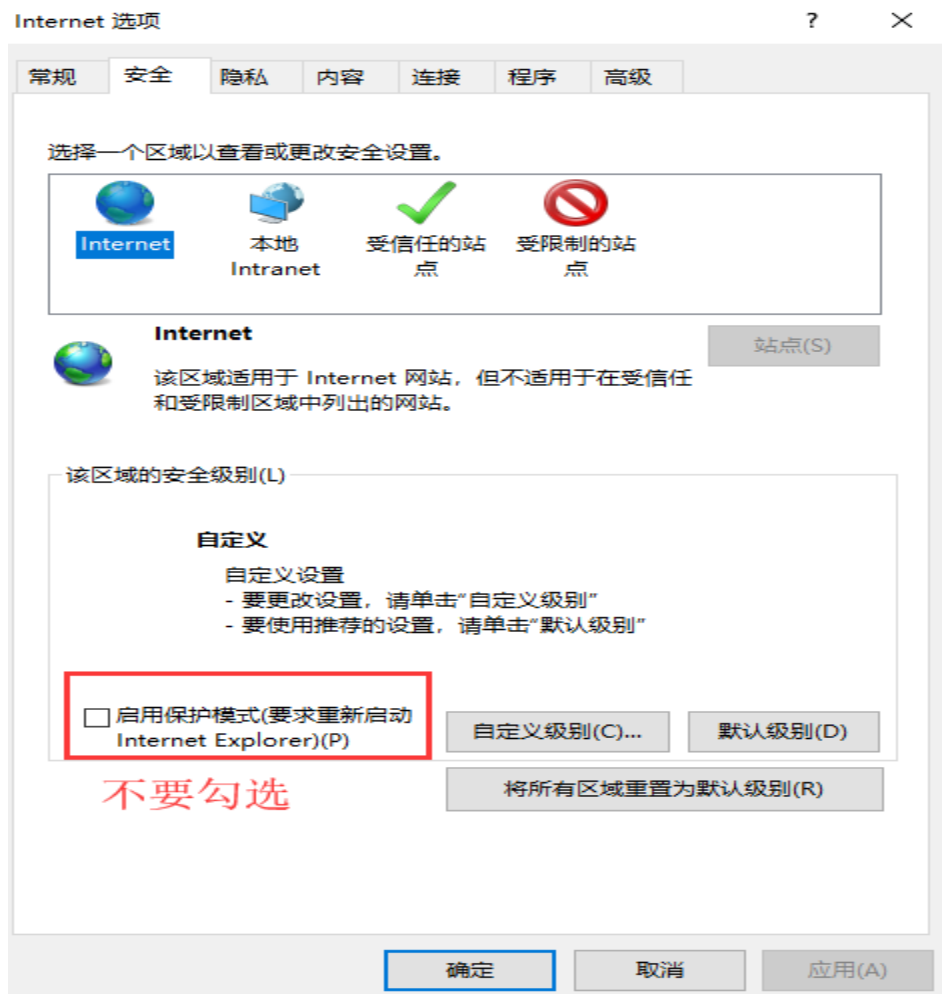 Internet 选项
?
常规 安全 隐私 内容 连接 程序 高级
选择一个区域以查看或更改安全设置。
Internet
本地
Intranet
受信任的站
点
受限制的站
点
Internet
站点(S)
该区域适用于 Internet 网站，但不适用于在受信任
和受限制区域中列出的网站。
该区域的安全级别(L)
自定义
自定义设置
- 要更改设置，请单击“自定义级别”
- 要使用推荐的设置，请单击“默认级别”
启用保护模式(要求重新启动
Internet Explorer)(P)
自定义级别(C)...
默认级别(D)
不要勾选
将所有区域重置为默认级别(R)
确定 取消 应用(A)